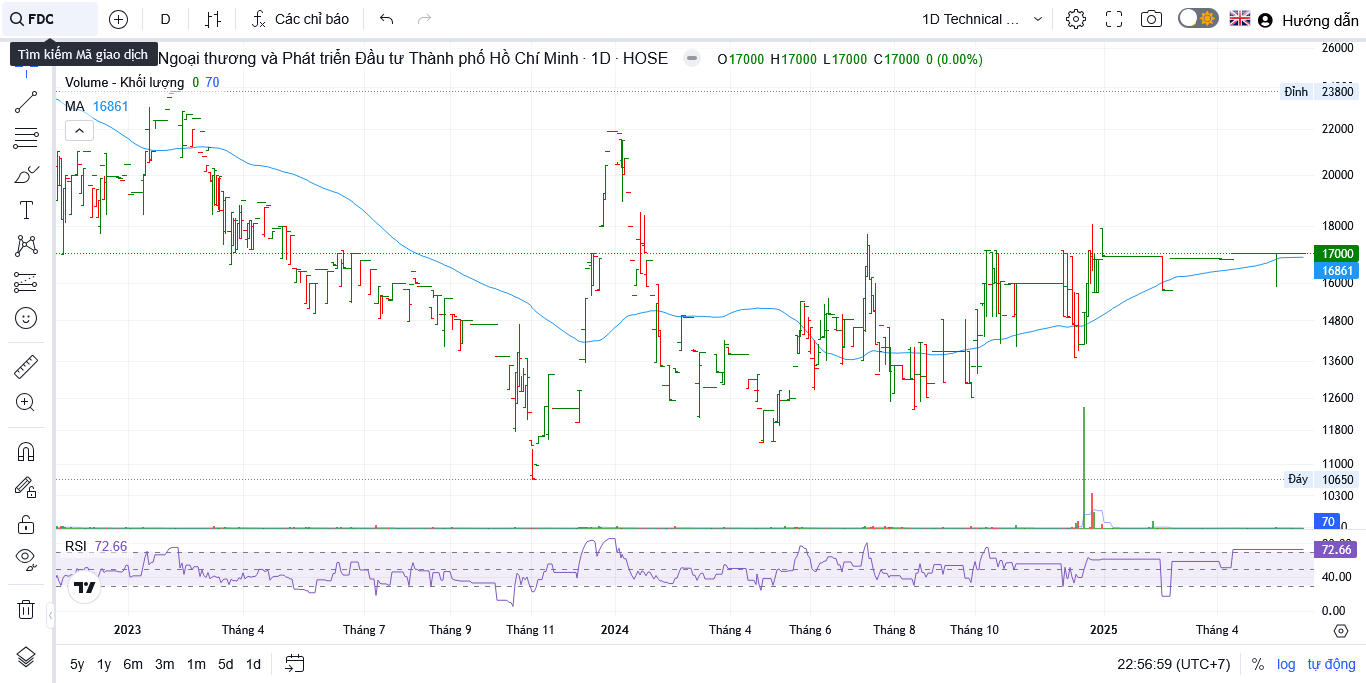 FDC
D
Các chỉ báo
1D Technical ...
Hướng dẫn
Tìm kiếm Mã giao dịch
Ngoại thương và Phát triển Đầu tư Thành phố Hồ Chí Minh · 1D · HOSE
O17000 H17000 L17000 C17000 0 (0.00%)
Volume - Khối lượng 0 70
MA 16861
26000
Đỉnh 23800
22000
20000
18000
17000
16861
16000
14800
13600
12600
11800
11000
Đáy 10650
10300
70
RSI 72.66
72.66
40.00
0.00
2023 Tháng 4 Tháng 7 Tháng 9 Tháng 11 2024 Tháng 4 Tháng 6 Tháng 8 Tháng 10 2025 Tháng 4
5y 1y 6m 3m 1m 5d 1d
22:56:59 (UTC+7) % log tự động